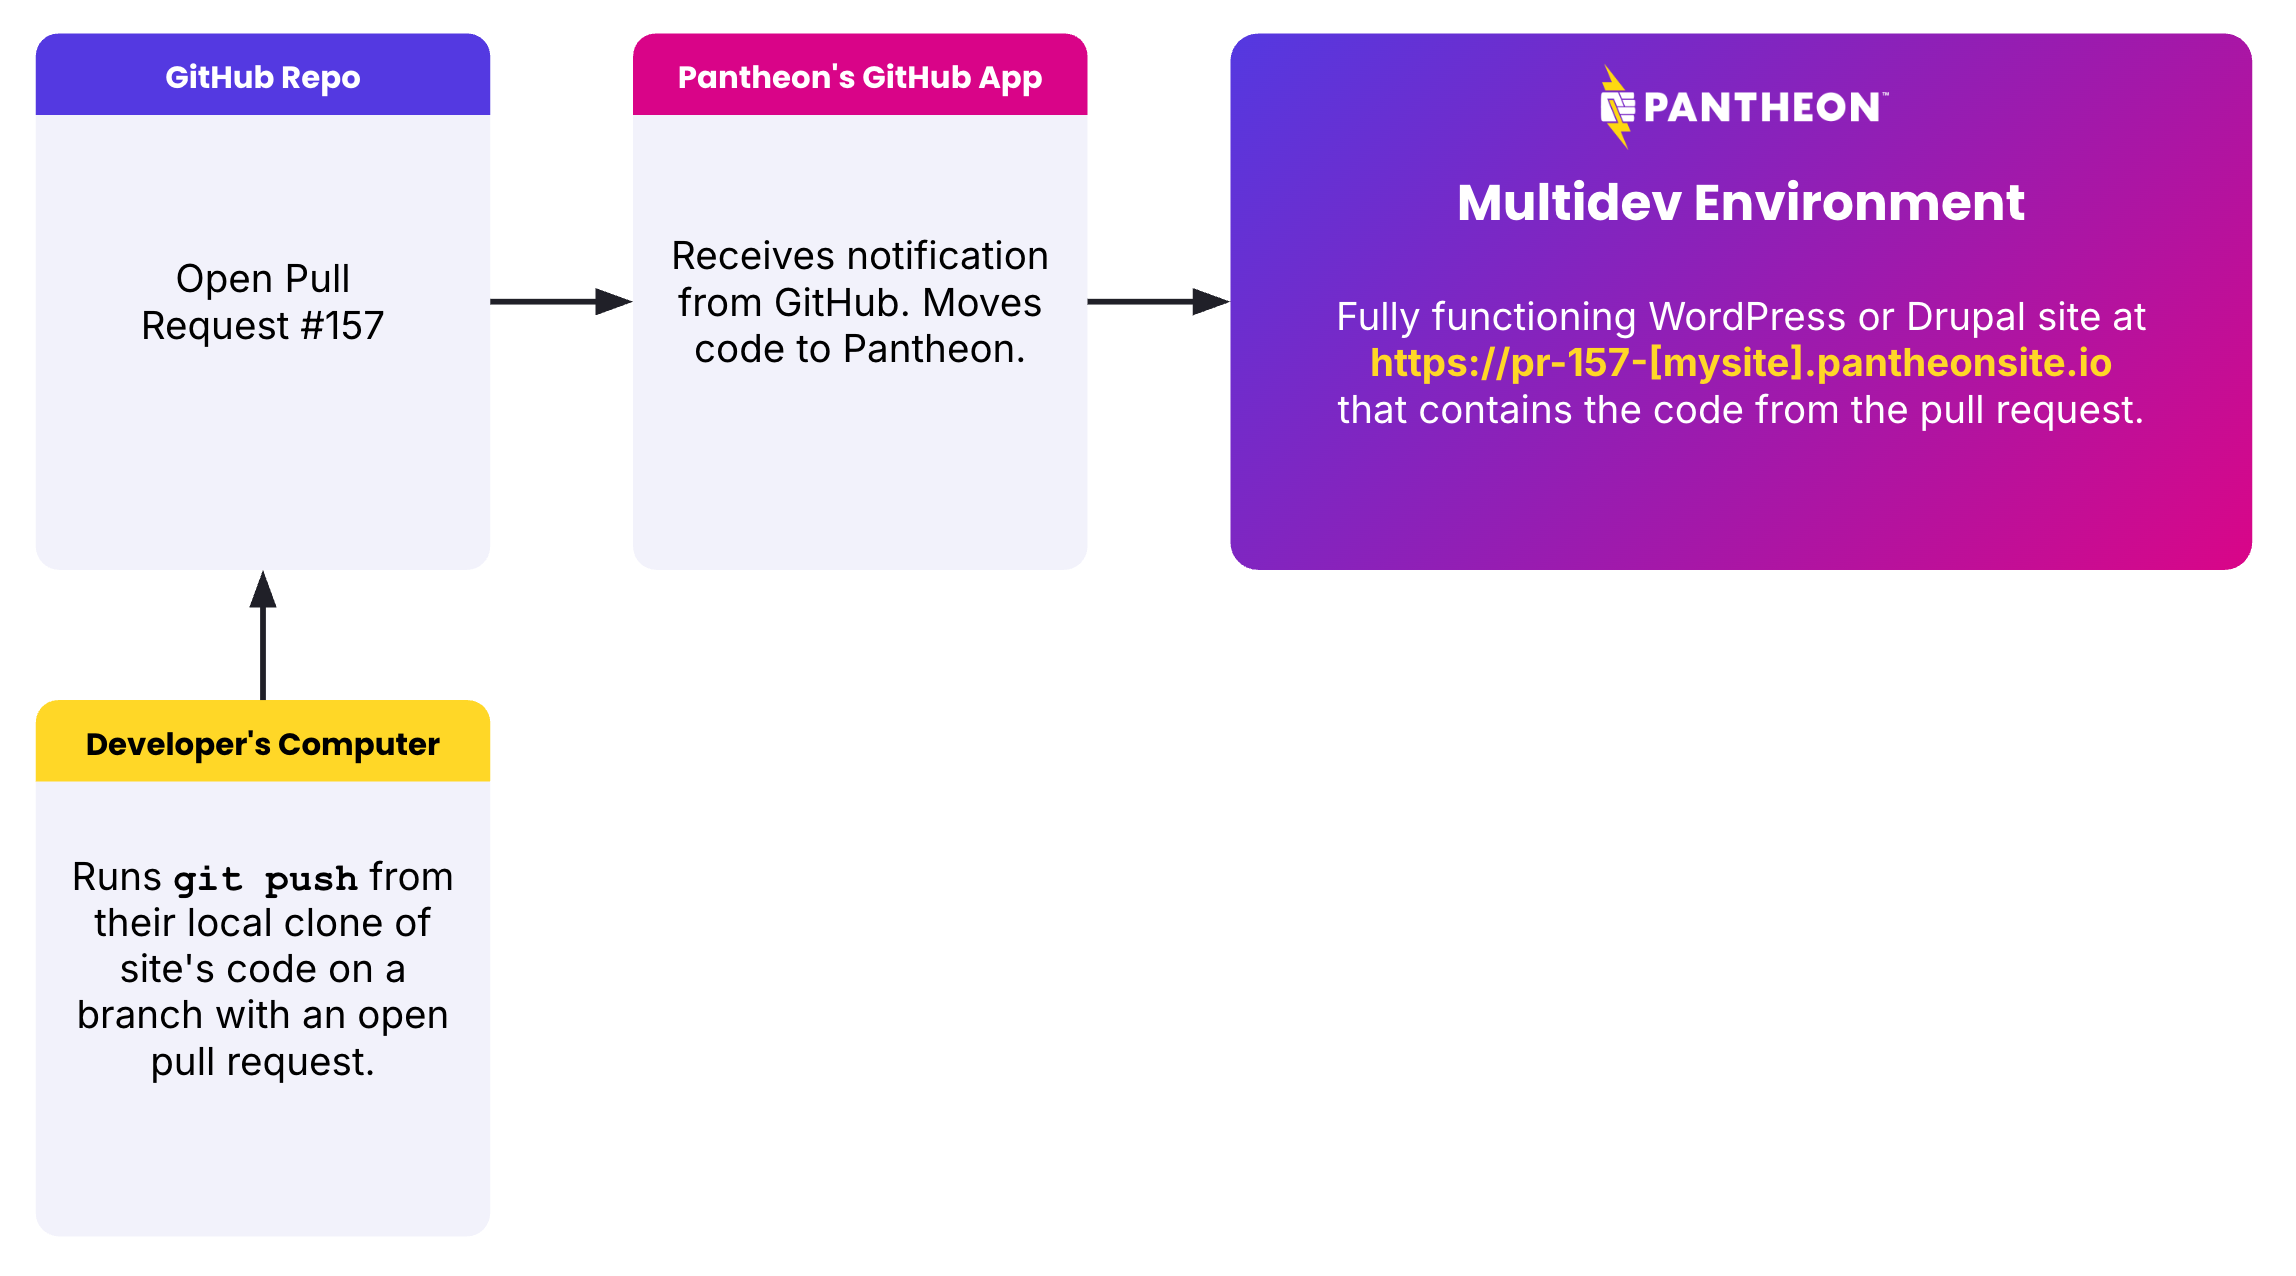 GitHub Repo
Open Pull
Request #157
Pantheon's GitHub App
Receives notification
from GitHub. Moves
code to Pantheon.
PANTHEON™
Multidev Environment
Fully functioning WordPress or Drupal site at
https://pr-157-[mysite].pantheonsite.io
that contains the code from the pull request.
Developer's Computer
Runs git push from
their local clone of
site's code on a
branch with an open
pull request.